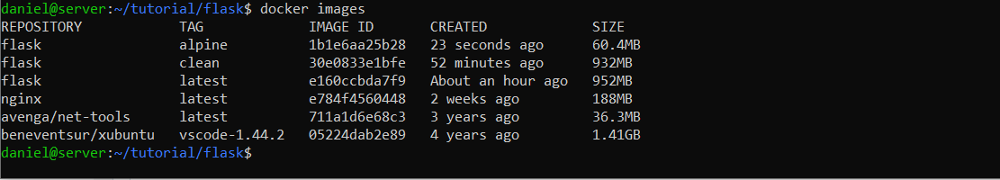 daniel@server:~/tutorial/flask$ docker images
REPOSITORY TAG IMAGE ID CREATED SIZE
flask alpine 1b1e6aa25b28 23 seconds ago 60.4MB
flask clean 30e0833e1bfe 52 minutes ago 932MB
flask latest e160ccbda7f9 About an hour ago 952MB
nginx latest e784f4560448 2 weeks ago 188MB
avenga/net-tools latest 711a1d6e68c3 3 years ago 36.3MB
beneventsur/xubuntu vscode-1.44.2 05224dab2e89 4 years ago 1.41GB
daniel@server:~/tutorial/flask$